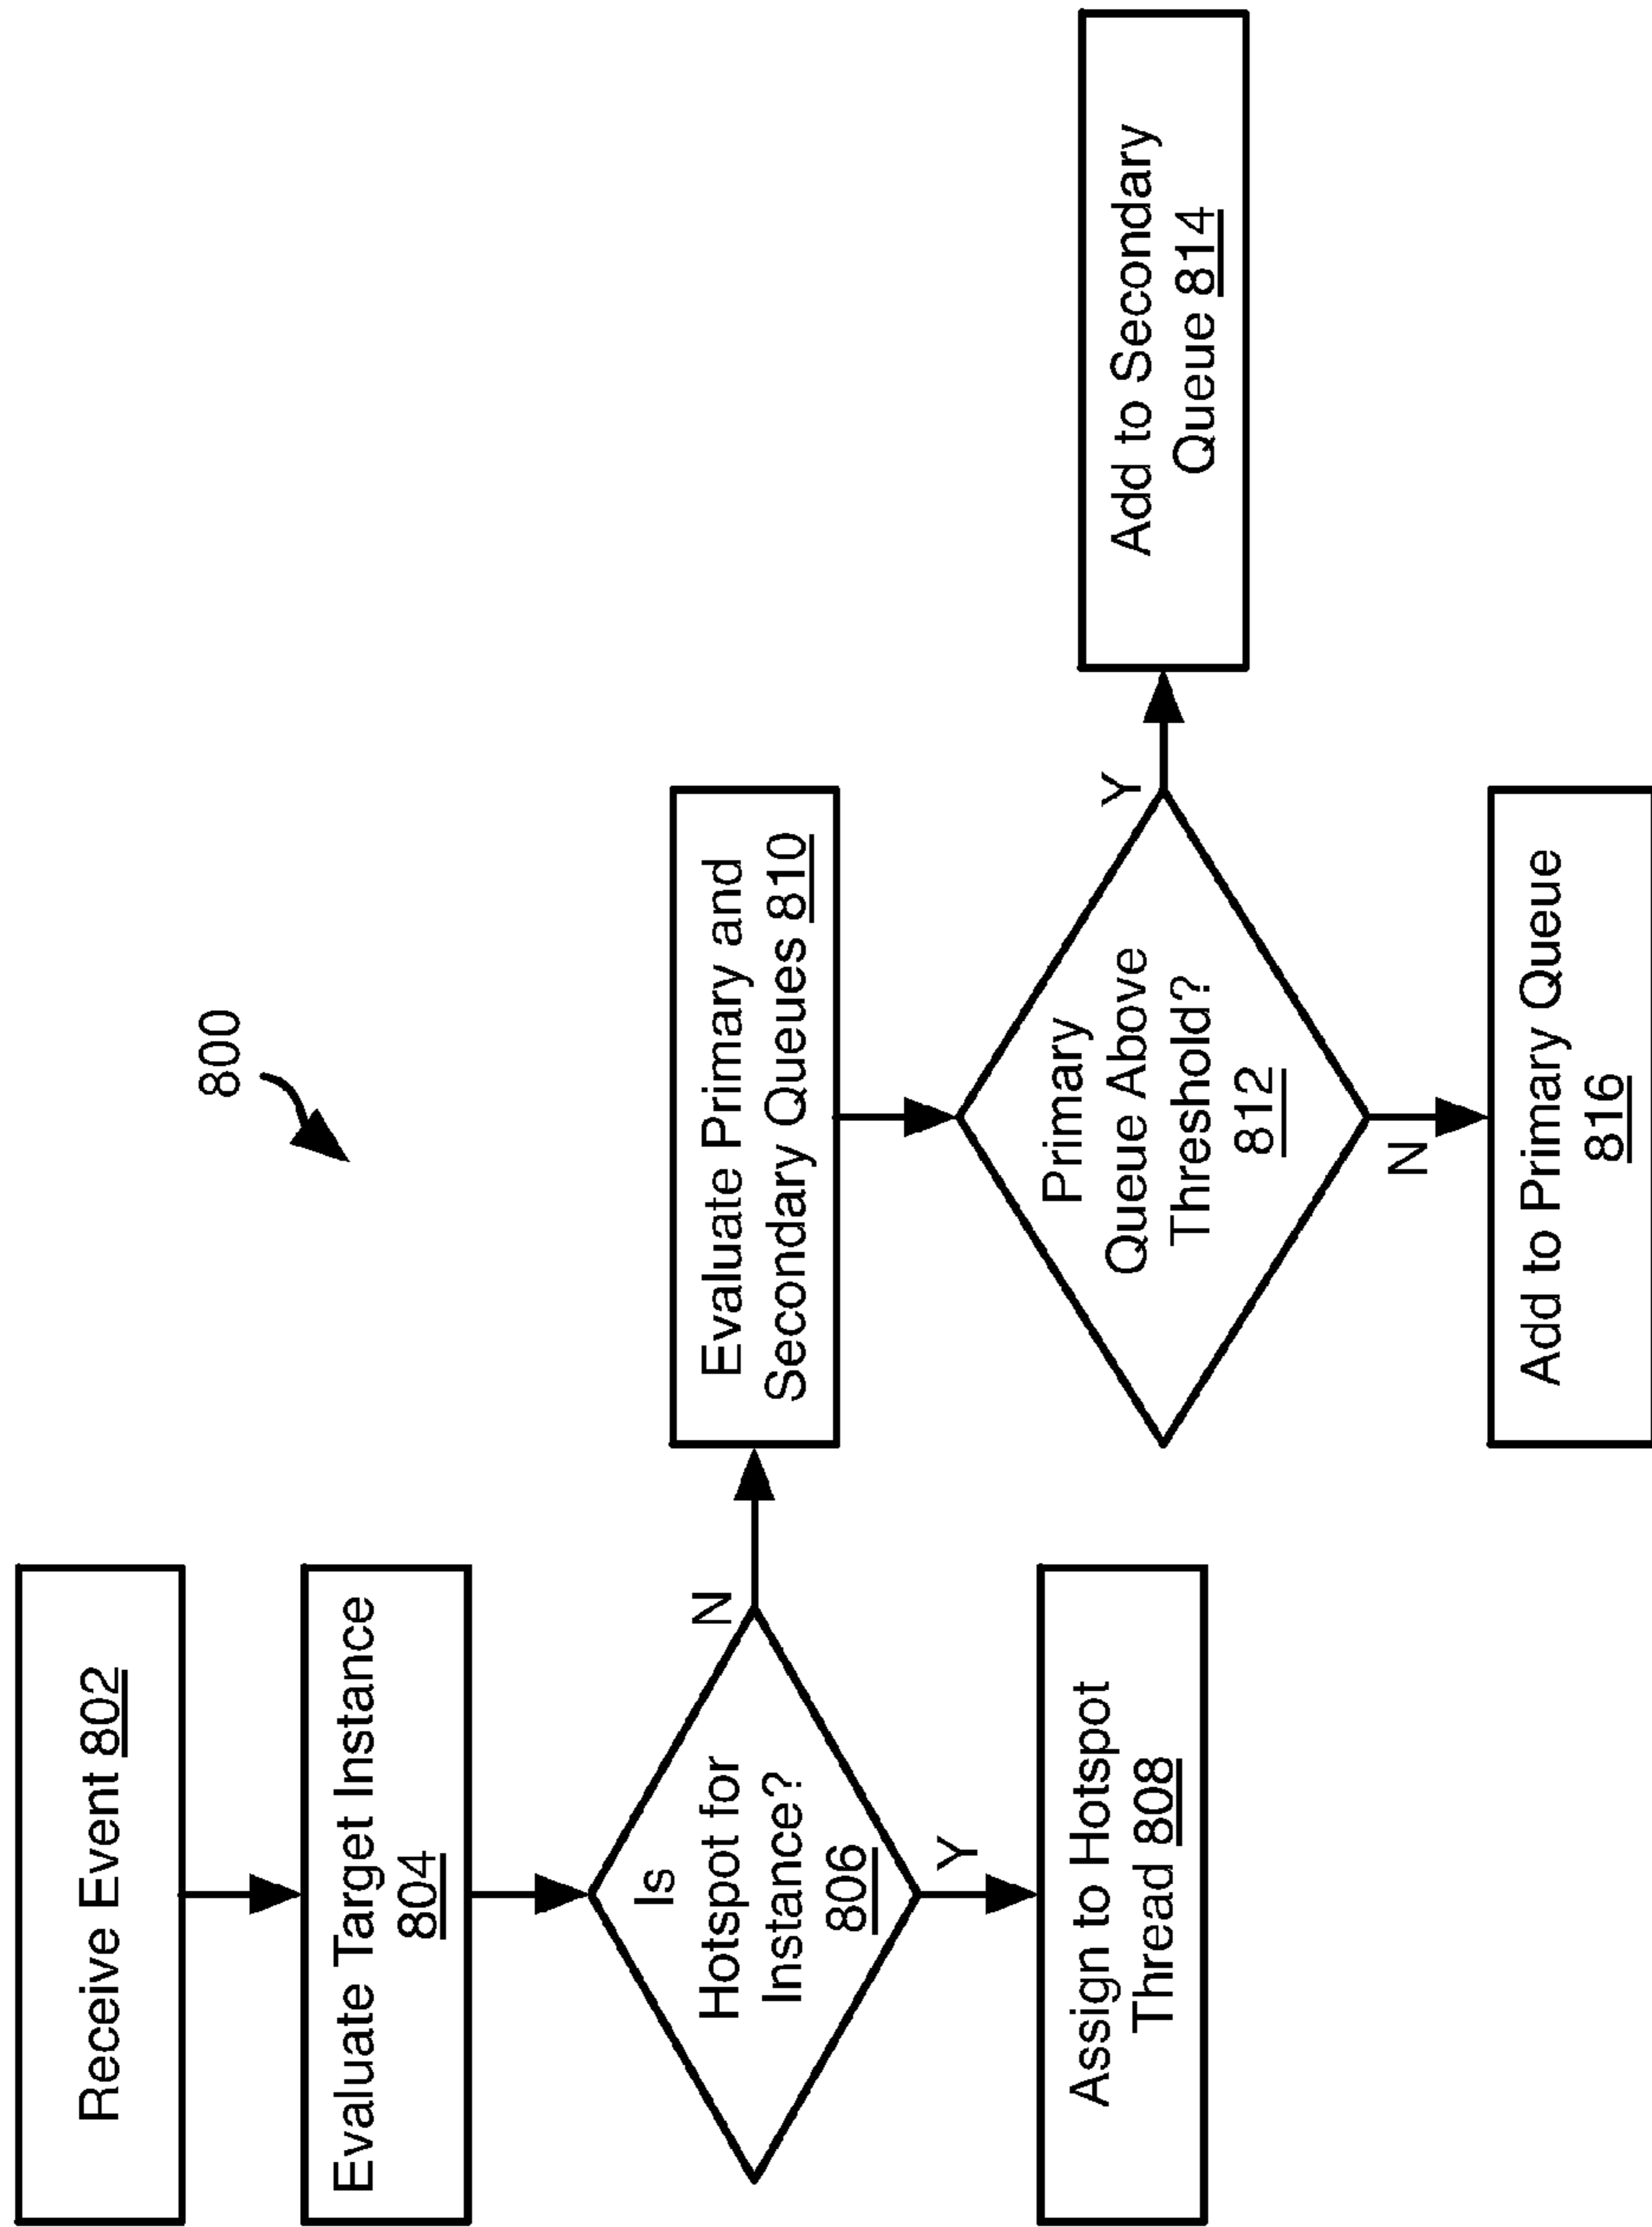 800
Receive Event 802
Evaluate Target Instance
804
Is
Hotspot for
Instance?
806
N
Y
Assign to Hotspot
Thread 808
Evaluate Primary and
Secondary Queues 810
Primary
Queue Above
Threshold?
812
Y
N
Add to Secondary
Queue 814
Add to Primary Queue
816